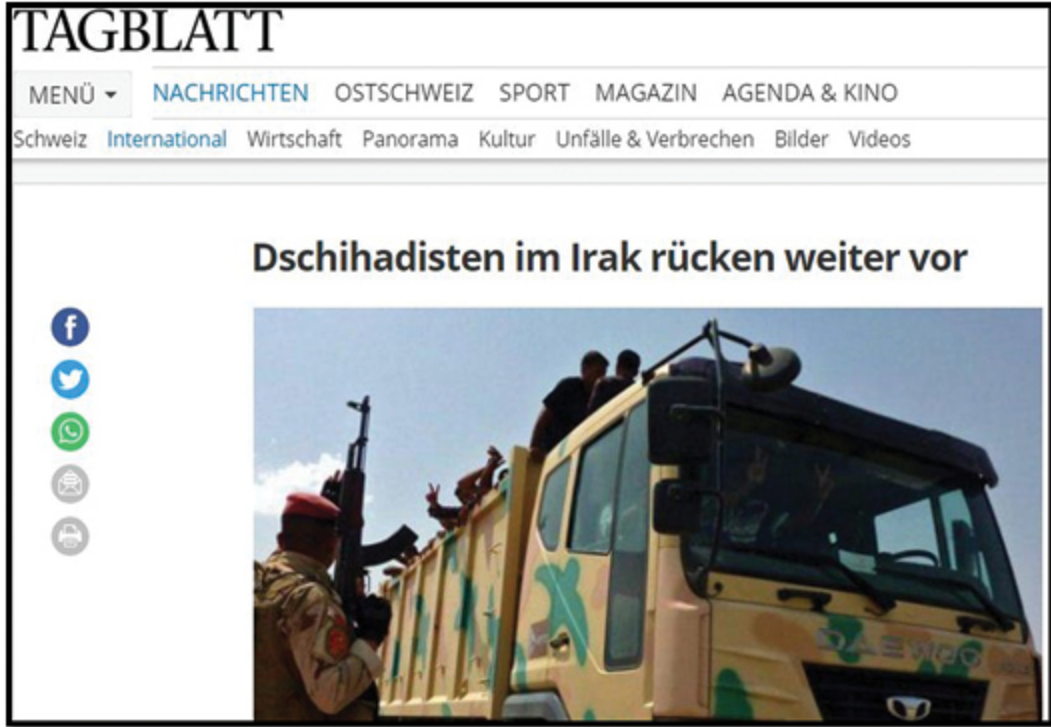 TAGBLATT
MENÜ NACHRICHTEN OSTSCHWEIZ SPORT MAGAZIN AGENDA & KINO
Schweiz International Wirtschaft Panorama Kultur Unfälle & Verbrechen Bilder Videos
Dschihadisten im Irak rücken weiter vor
f
DAEWOO